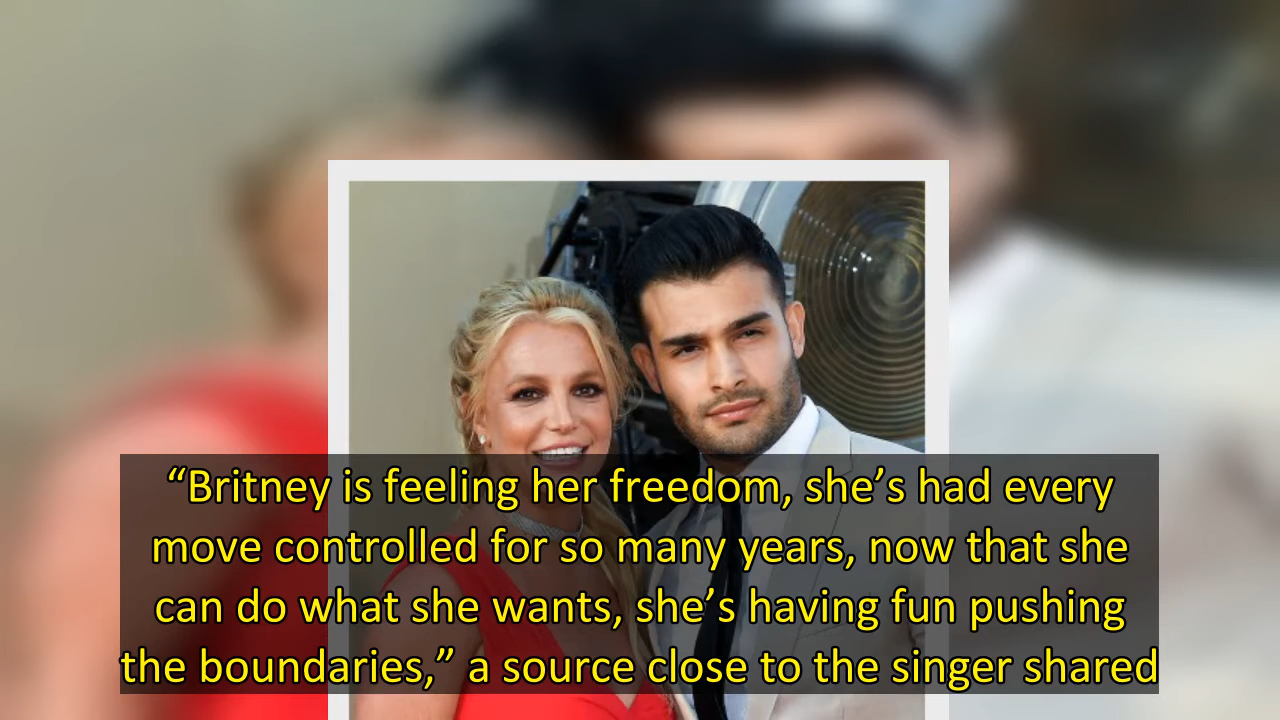 “Britney is feeling her freedom, she’s had every
move controlled for so many years, now that she
can do what she wants, she’s having fun pushing
the boundaries,” a source close to the singer shared